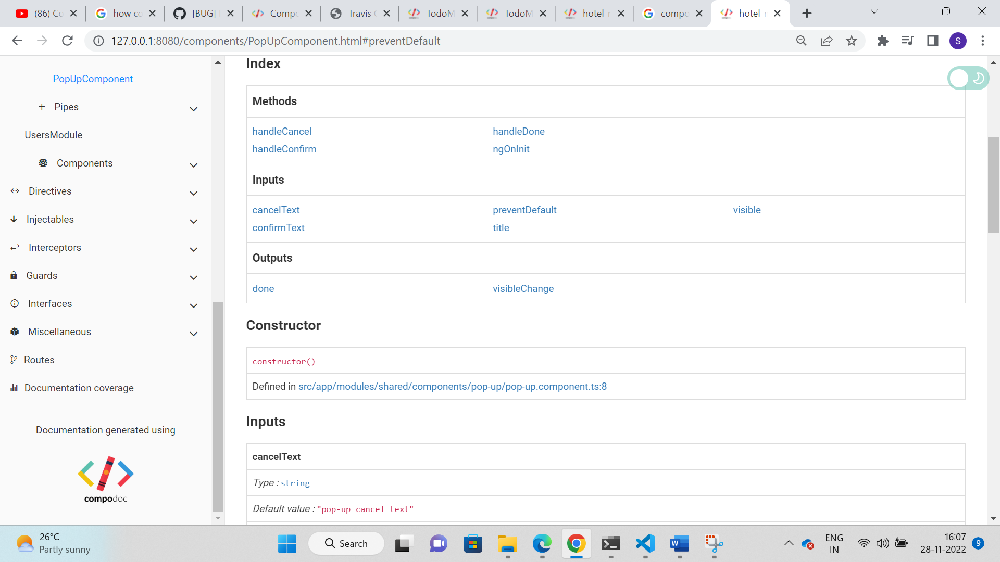 (86) Co
how co
[BUG]
Compo
Travis
TodoM
TodoM
hotel-r
compo
hotel-r
127.0.0.1:8080/components/PopUpComponent.html#preventDefault
S
PopUpComponent
Pipes
UsersModule
Components
Directives
Injectables
Interceptors
Guards
Interfaces
Miscellaneous
Routes
Documentation coverage
Documentation generated using
compodoc
Index
Methods
handleCancel handleDone
handleConfirm ngOnInit
Inputs
cancelText preventDefault visible
confirmText title
Outputs
done visibleChange
Constructor
constructor()
Defined in src/app/modules/shared/components/pop-up/pop-up.component.ts:8
Inputs
cancelText
Type : string
Default value : "pop-up cancel text"
26°C
Partly sunny
Search
ENG
IN
16:07
28-11-2022
9